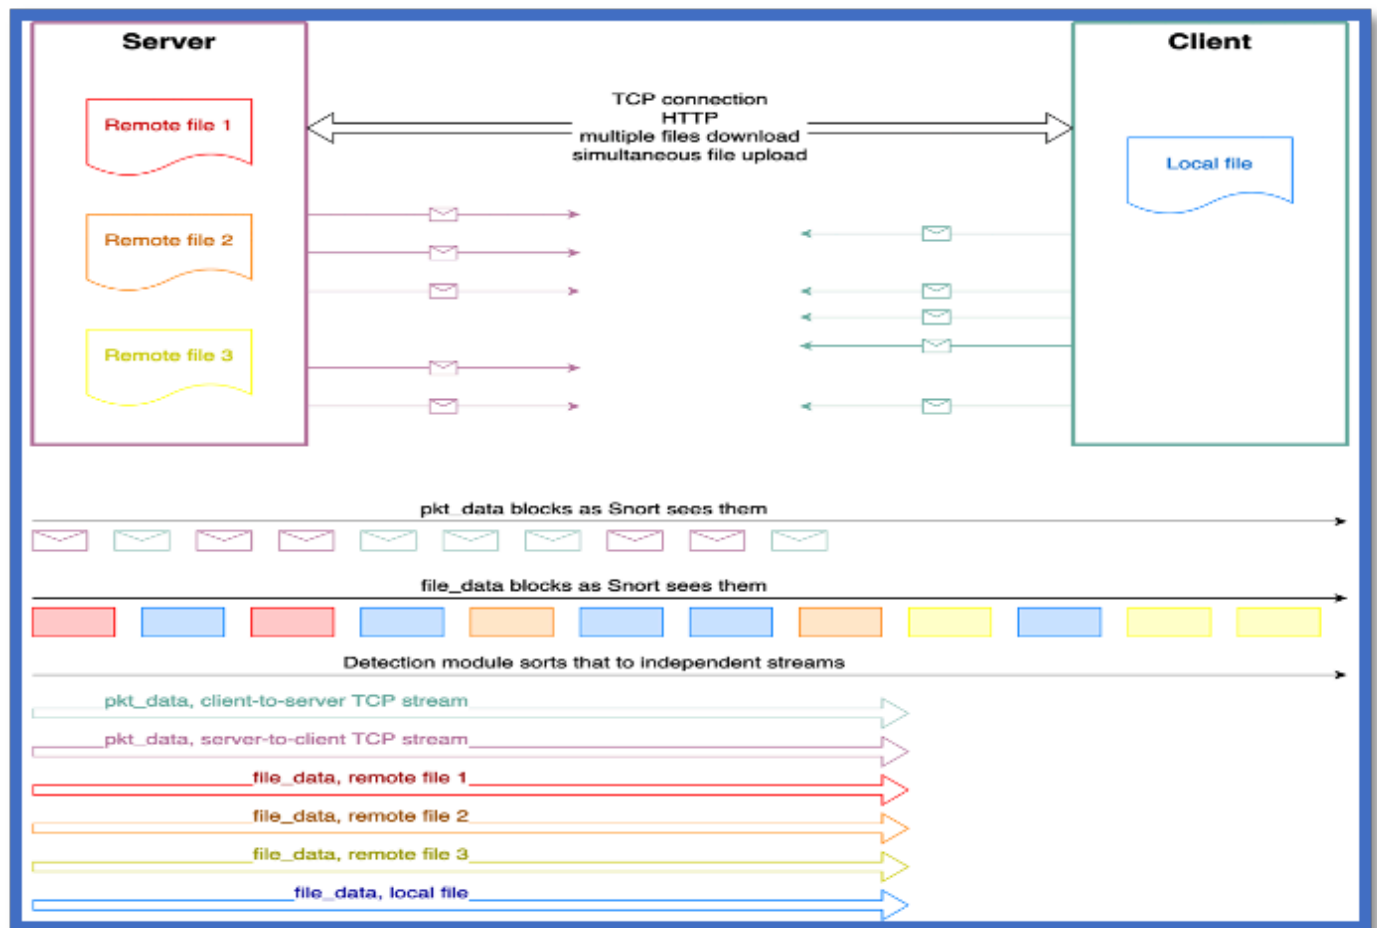 Server
Client
TCP connection
HTTP
multiple files download
simultaneous file upload
Remote file 1
Local file
Remote file 2
Remote file 3
pkt_data blocks as Snort sees them
file_data blocks as Snort sees them
Detection module sorts that to independent streams
pkt_data, client-to-server TCP stream
pkt_data, server-to-client TCP stream
file_data, remote file 1
file_data, remote file 2
file_data, remote file 3
file_data, local file